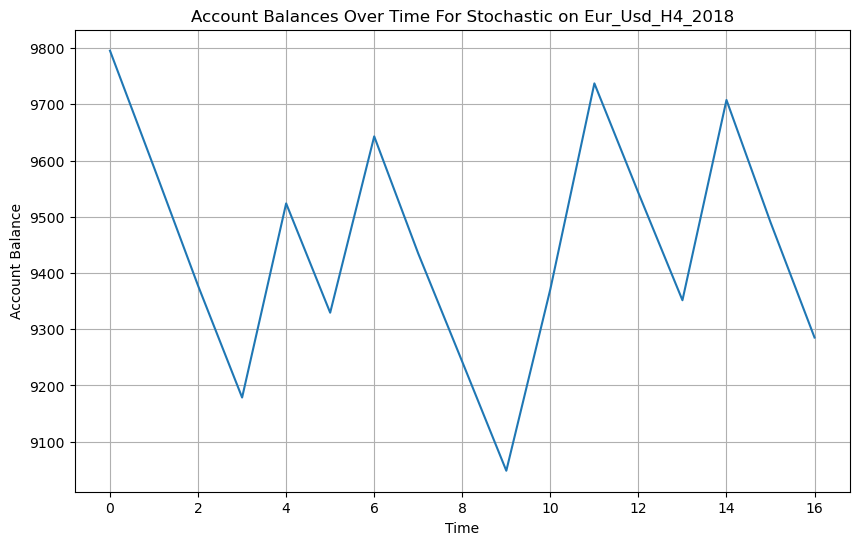 Account Balances Over Time For Stochastic on Eur_Usd_H4_2018
9800
9700
9600
9500
9400
9300
9200
9100
Account Balance
0 2 4 6 8 10 12 14 16
Time